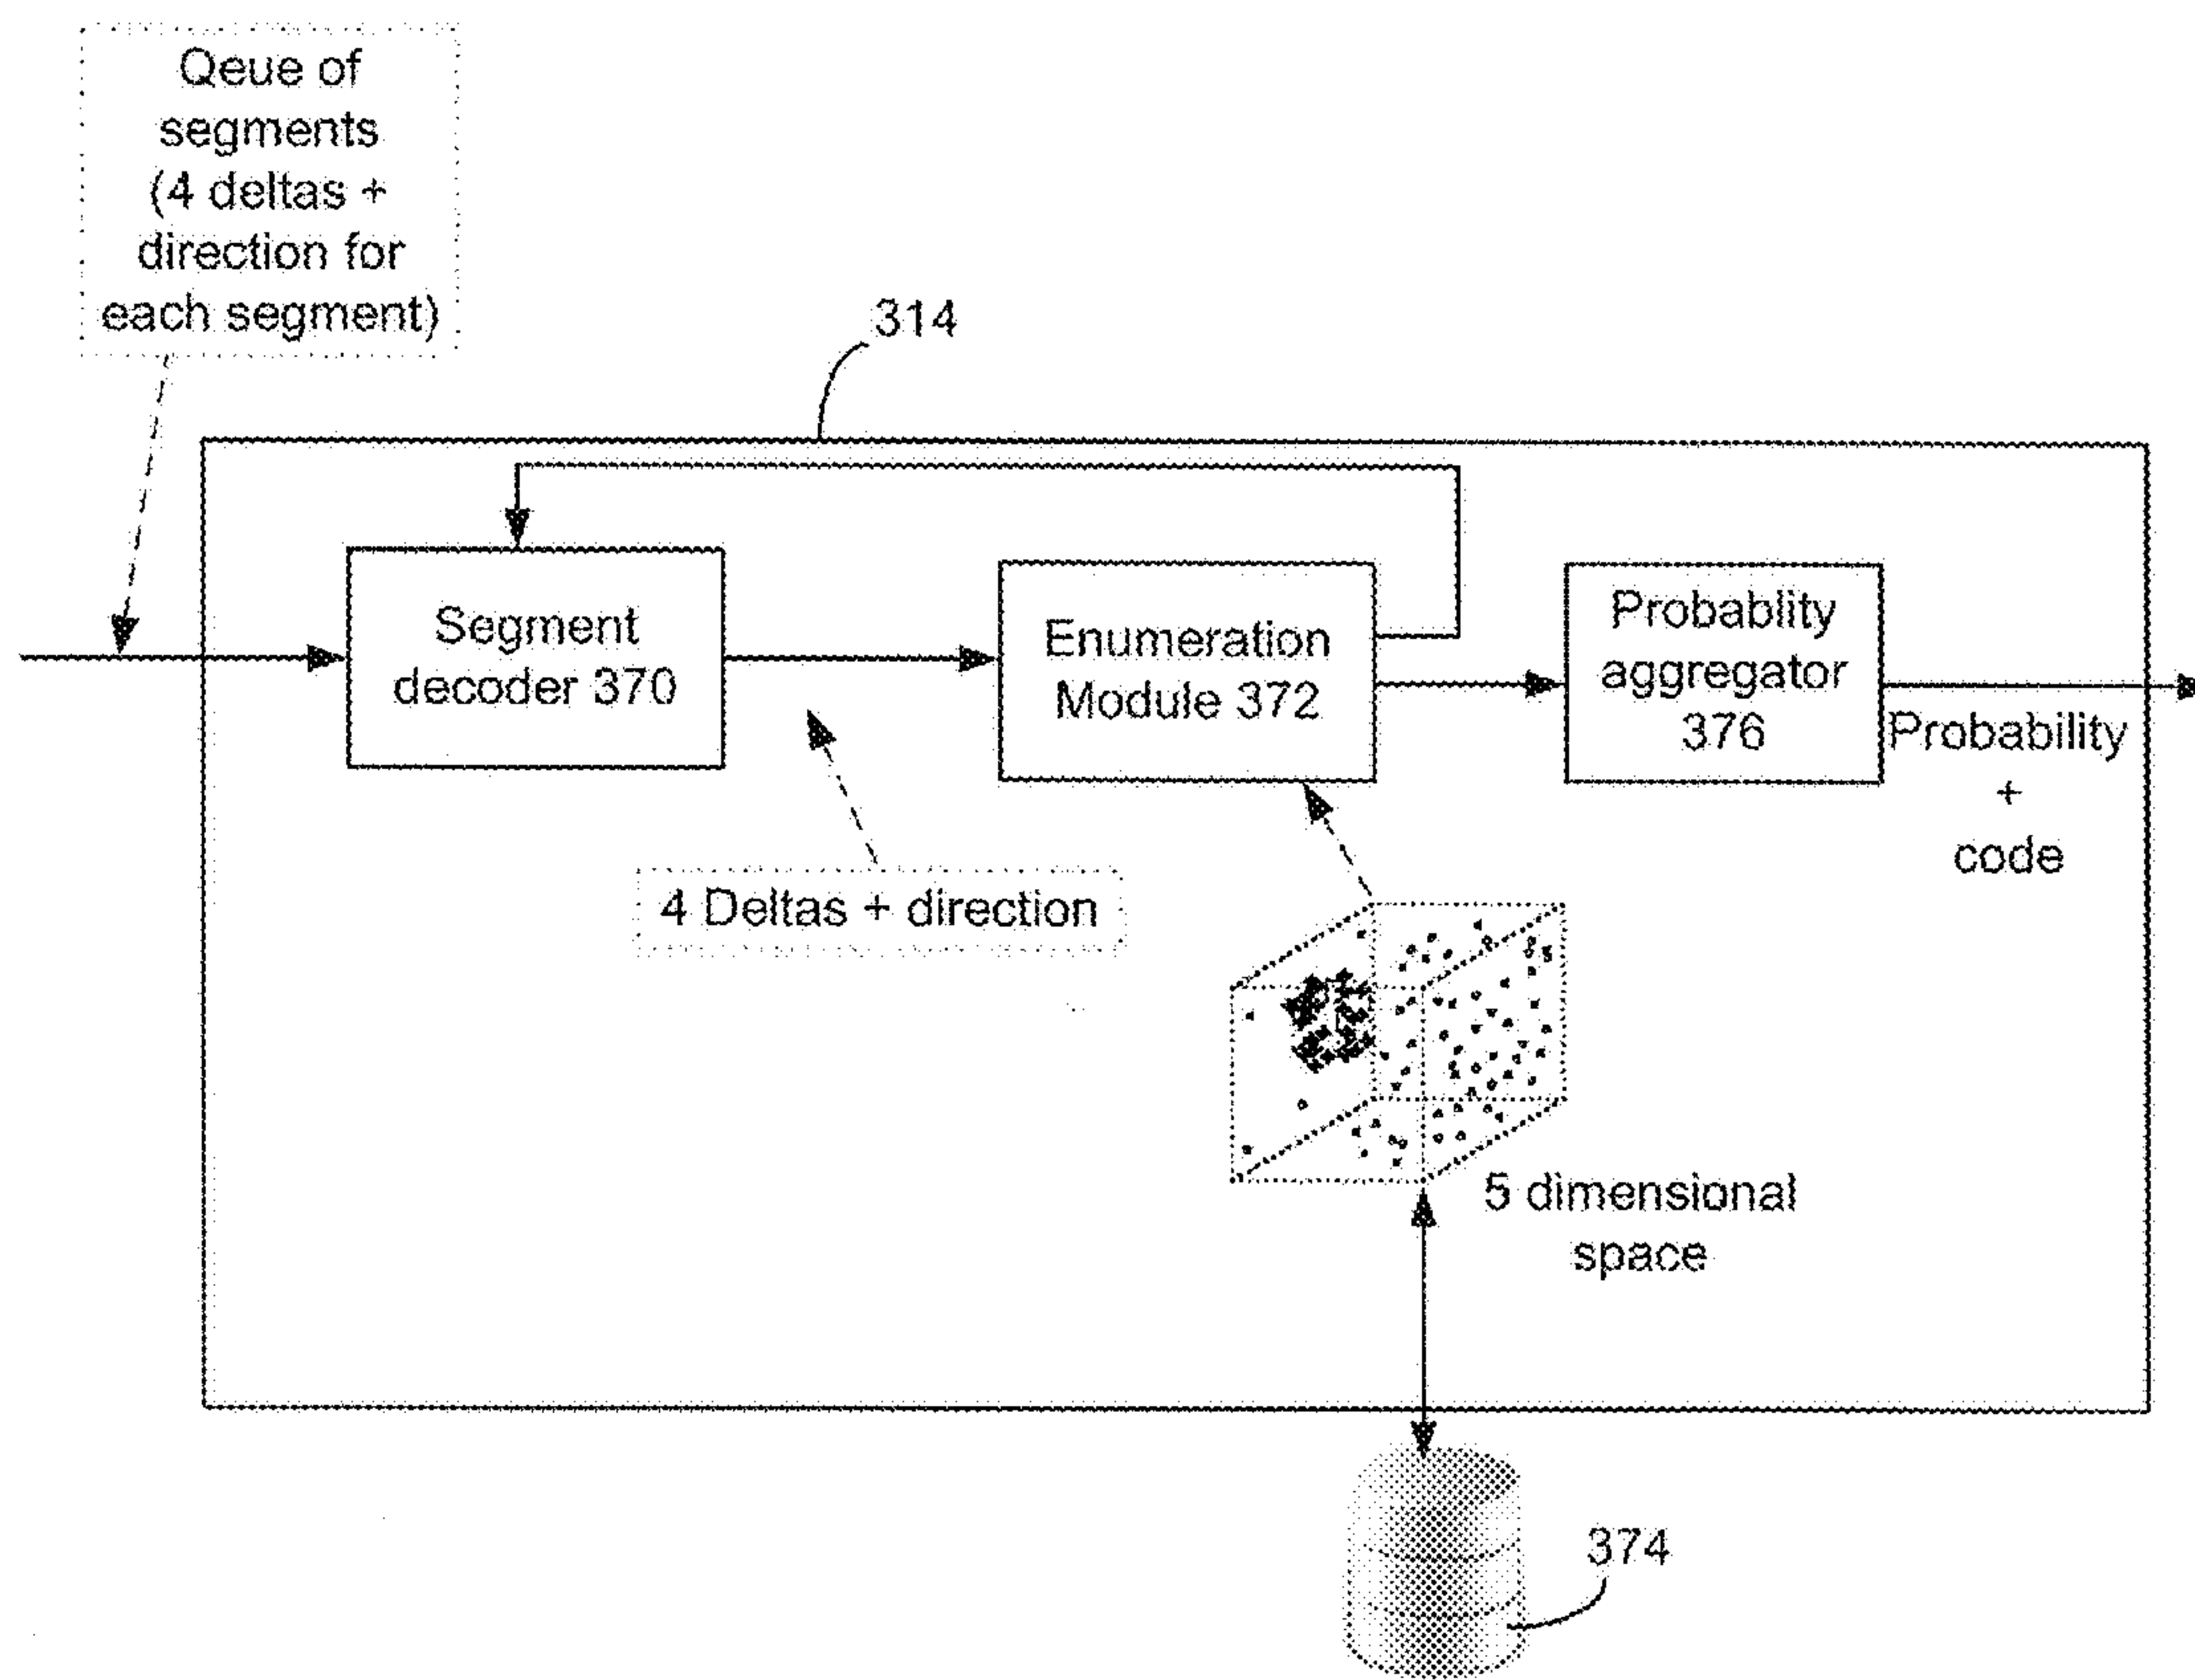 Qeue of
segments
(4 deltas +
direction for
each segment)
314
Segment
decoder 370
Enumeration
Module 372
Probablity
aggregator
376
Probability
+
code
4 Deltas + direction
5 dimensional
space
374